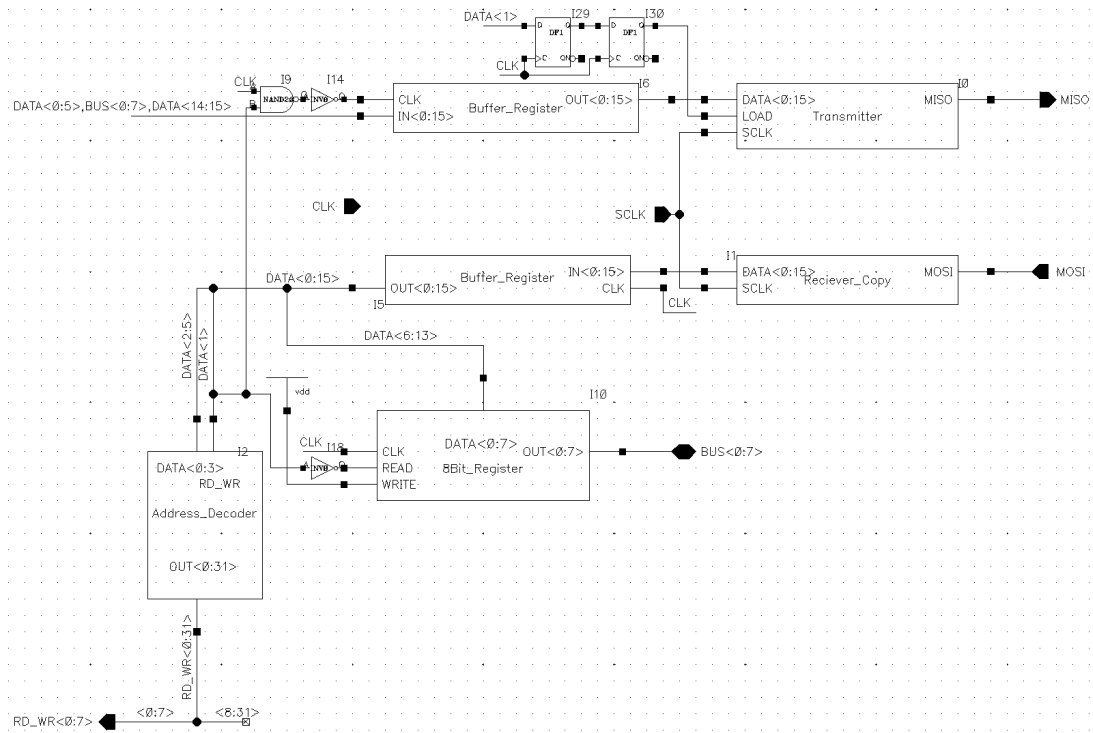 DATA<1>
I29
I30
D
Q
D
Q
DF1
DF1
C
QN
C
QN
CLK
CLK
I9
I14
I6
I0
A
B
NAND2
INV0
DATA<0:5>,BUS<0:7>,DATA<14:15>
CLK
IN<0:15>
Buffer_Register
OUT<0:15>
DATA<0:15>
LOAD
SCLK
Transmitter
MISO
MISO
CLK
SCLK
I1
DATA<0:15>
OUT<0:15>
Buffer_Register
IN<0:15>
CLK
I5
CLK
DATA<0:15>
SCLK
Reciever_Copy
MOSI
MOSI
DATA<2:5>
DATA<1>
DATA<6:13>
vdd
I10
CLK
I18
A
INV0
Q
CLK
READ
WRITE
DATA<0:7>
8Bit_Register
OUT<0:7>
BUS<0:7>
I2
DATA<0:3>
RD_WR
Address_Decoder
OUT<0:31>
RD_WR<0:31>
RD_WR<0:7>
<0:7>
<8:31>